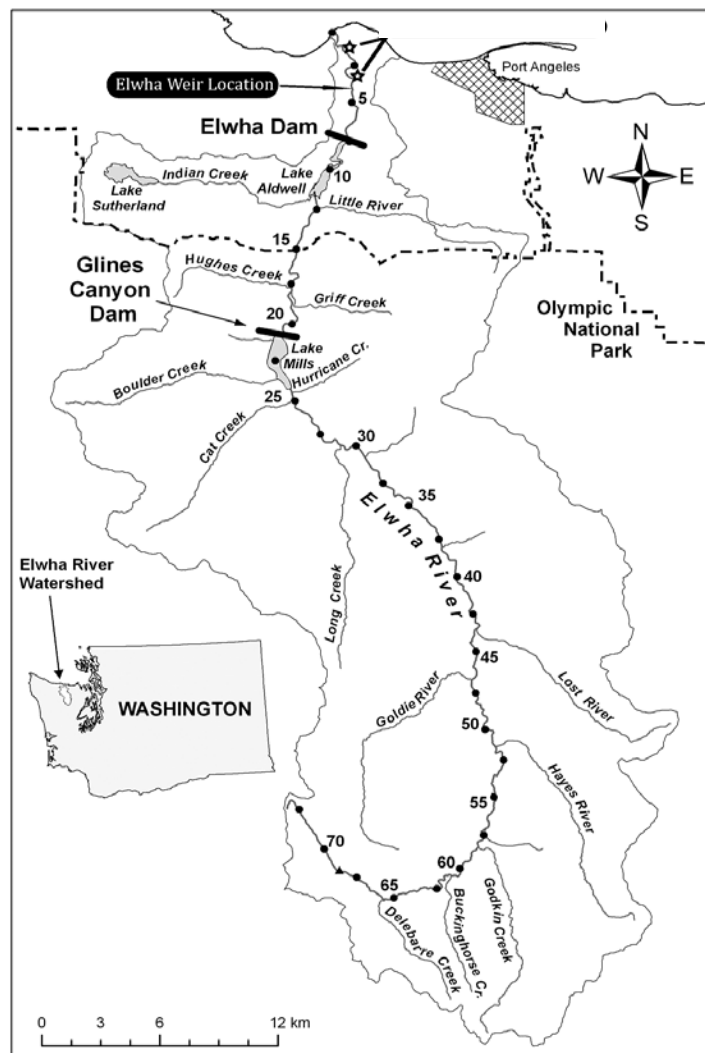 Port Angeles
Elwha Weir Location
5
Elwha Dam
N
W E
S
10
Lake
Aldwell
Indian Creek
Lake
Sutherland
Little River
15
Hughes Creek
Glines
Canyon
Dam
Griff Creek
20
Olympic
National
Park
Lake
Mills
Hurricane Cr.
Boulder Creek
25
Cat Creek
30
35
Elwha River
40
Long Creek
Elwha River
Watershed
45
Lost River
Goldie River
WASHINGTON
50
Hayes River
55
70
60
65
Godkin Creek
Buckinghorse Cr.
Delebarre Creek
0 3 6 12 km